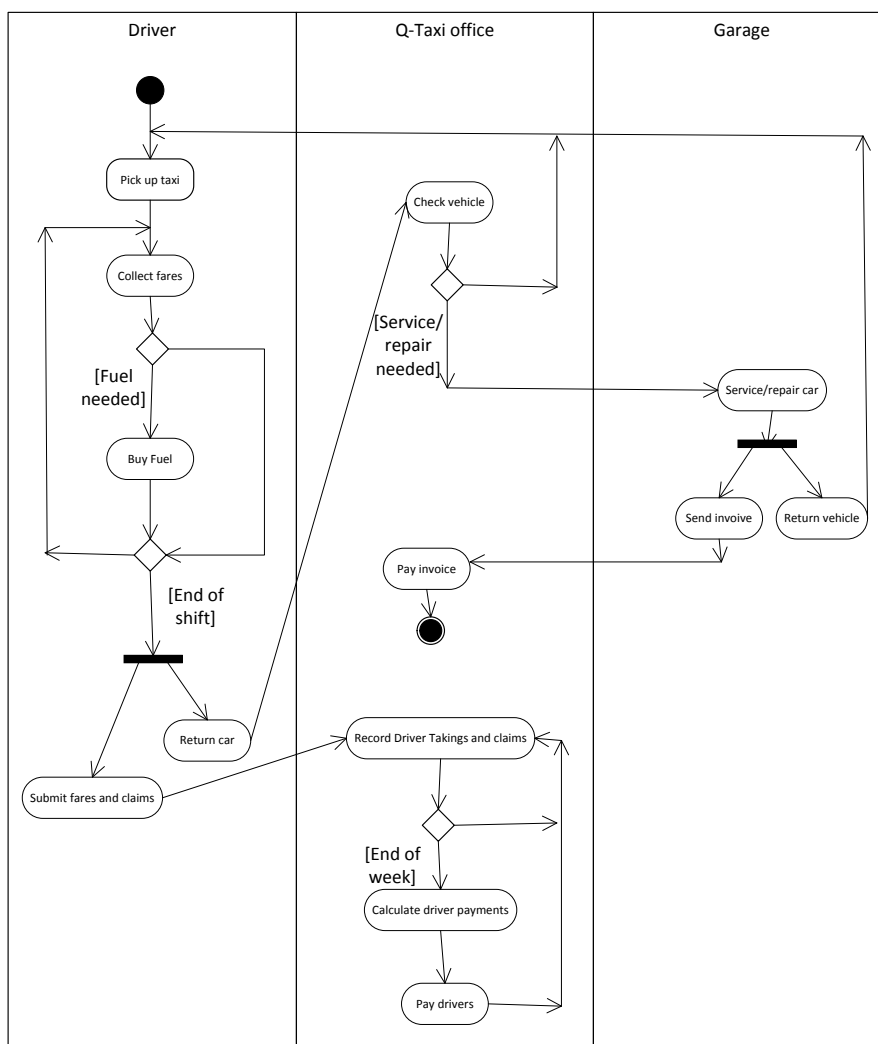 Driver
Q-Taxi office
Garage
Pick up taxi
Check vehicle
Collect fares
[Service/
repair
needed]
[Fuel
needed]
Service/repair car
Buy Fuel
Send invoive
Return vehicle
Pay invoice
[End of
shift]
Return car
Record Driver Takings and claims
Submit fares and claims
[End of
week]
Calculate driver payments
Pay drivers